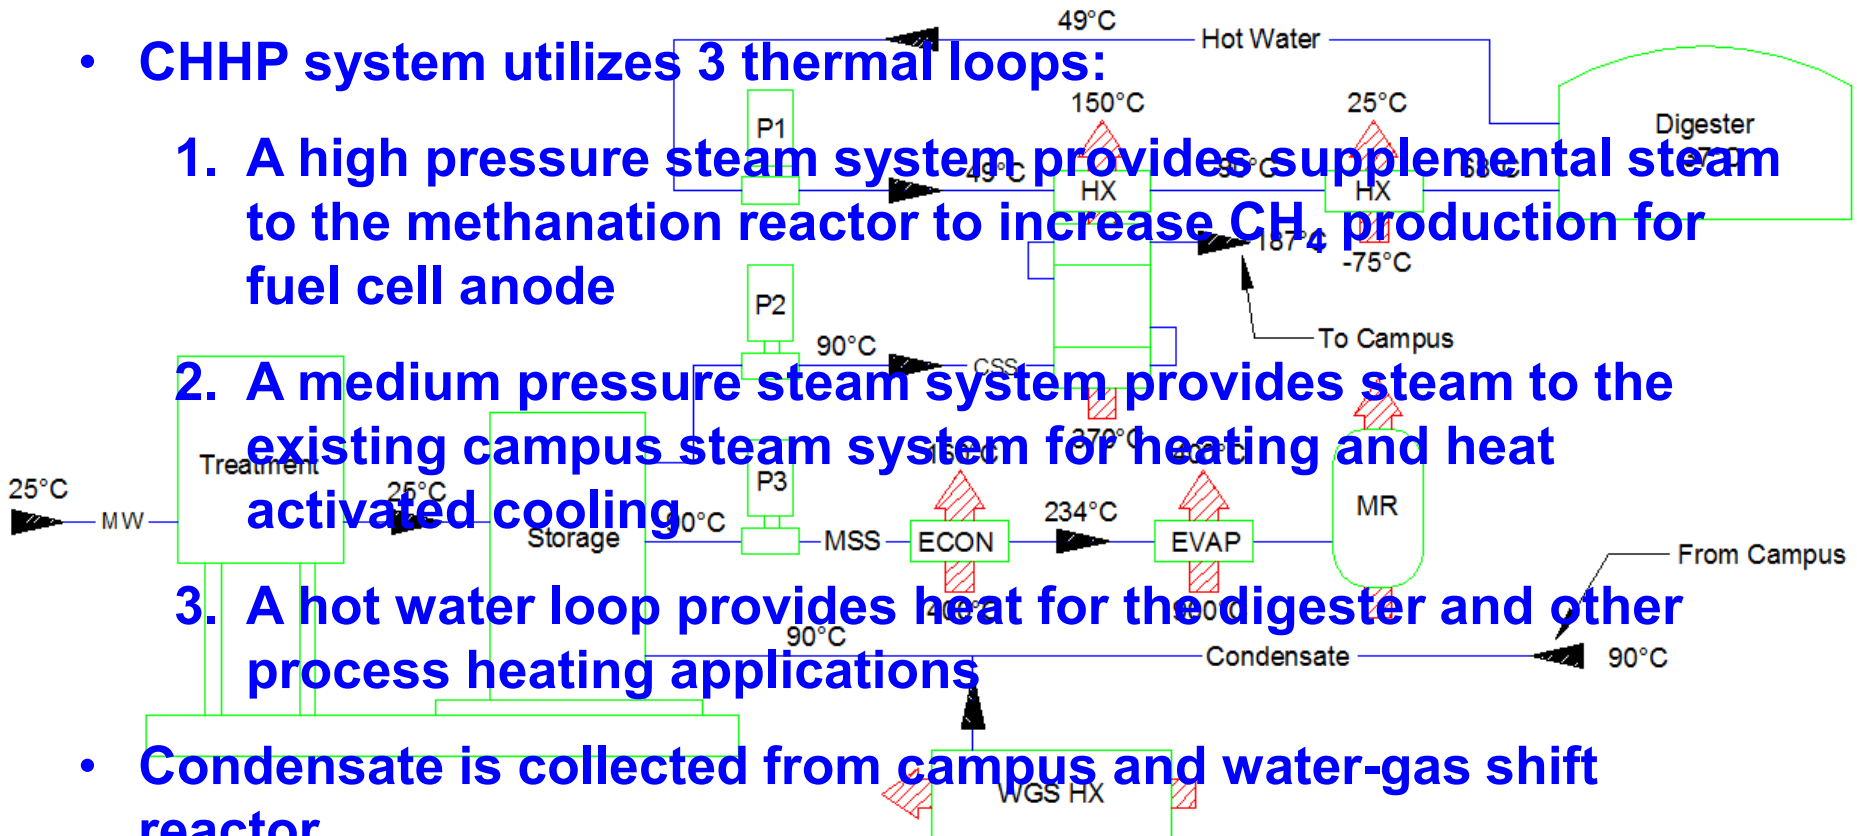 • CHHP system utilizes 3 thermal loops:
1. A high pressure steam system provides supplemental steam
to the methanation reactor to increase CH4 production for
fuel cell anode
2. A medium pressure steam system provides steam to the
existing campus steam system for heating and heat
activated cooling
3. A hot water loop provides heat for the digester and other
process heating applications
• Condensate is collected from campus and water-gas shift
reactor
49°C
Hot Water
150°C
25°C
P1
Digester
49°C
HX
HX
187°C
-75°C
P2
To Campus
90°C
CSS
Treatment
P3
25°C
MW
25°C
Storage
90°C
MSS
ECON
234°C
EVAP
MR
From Campus
400°C
900°C
90°C
Condensate
90°C
WGS HX